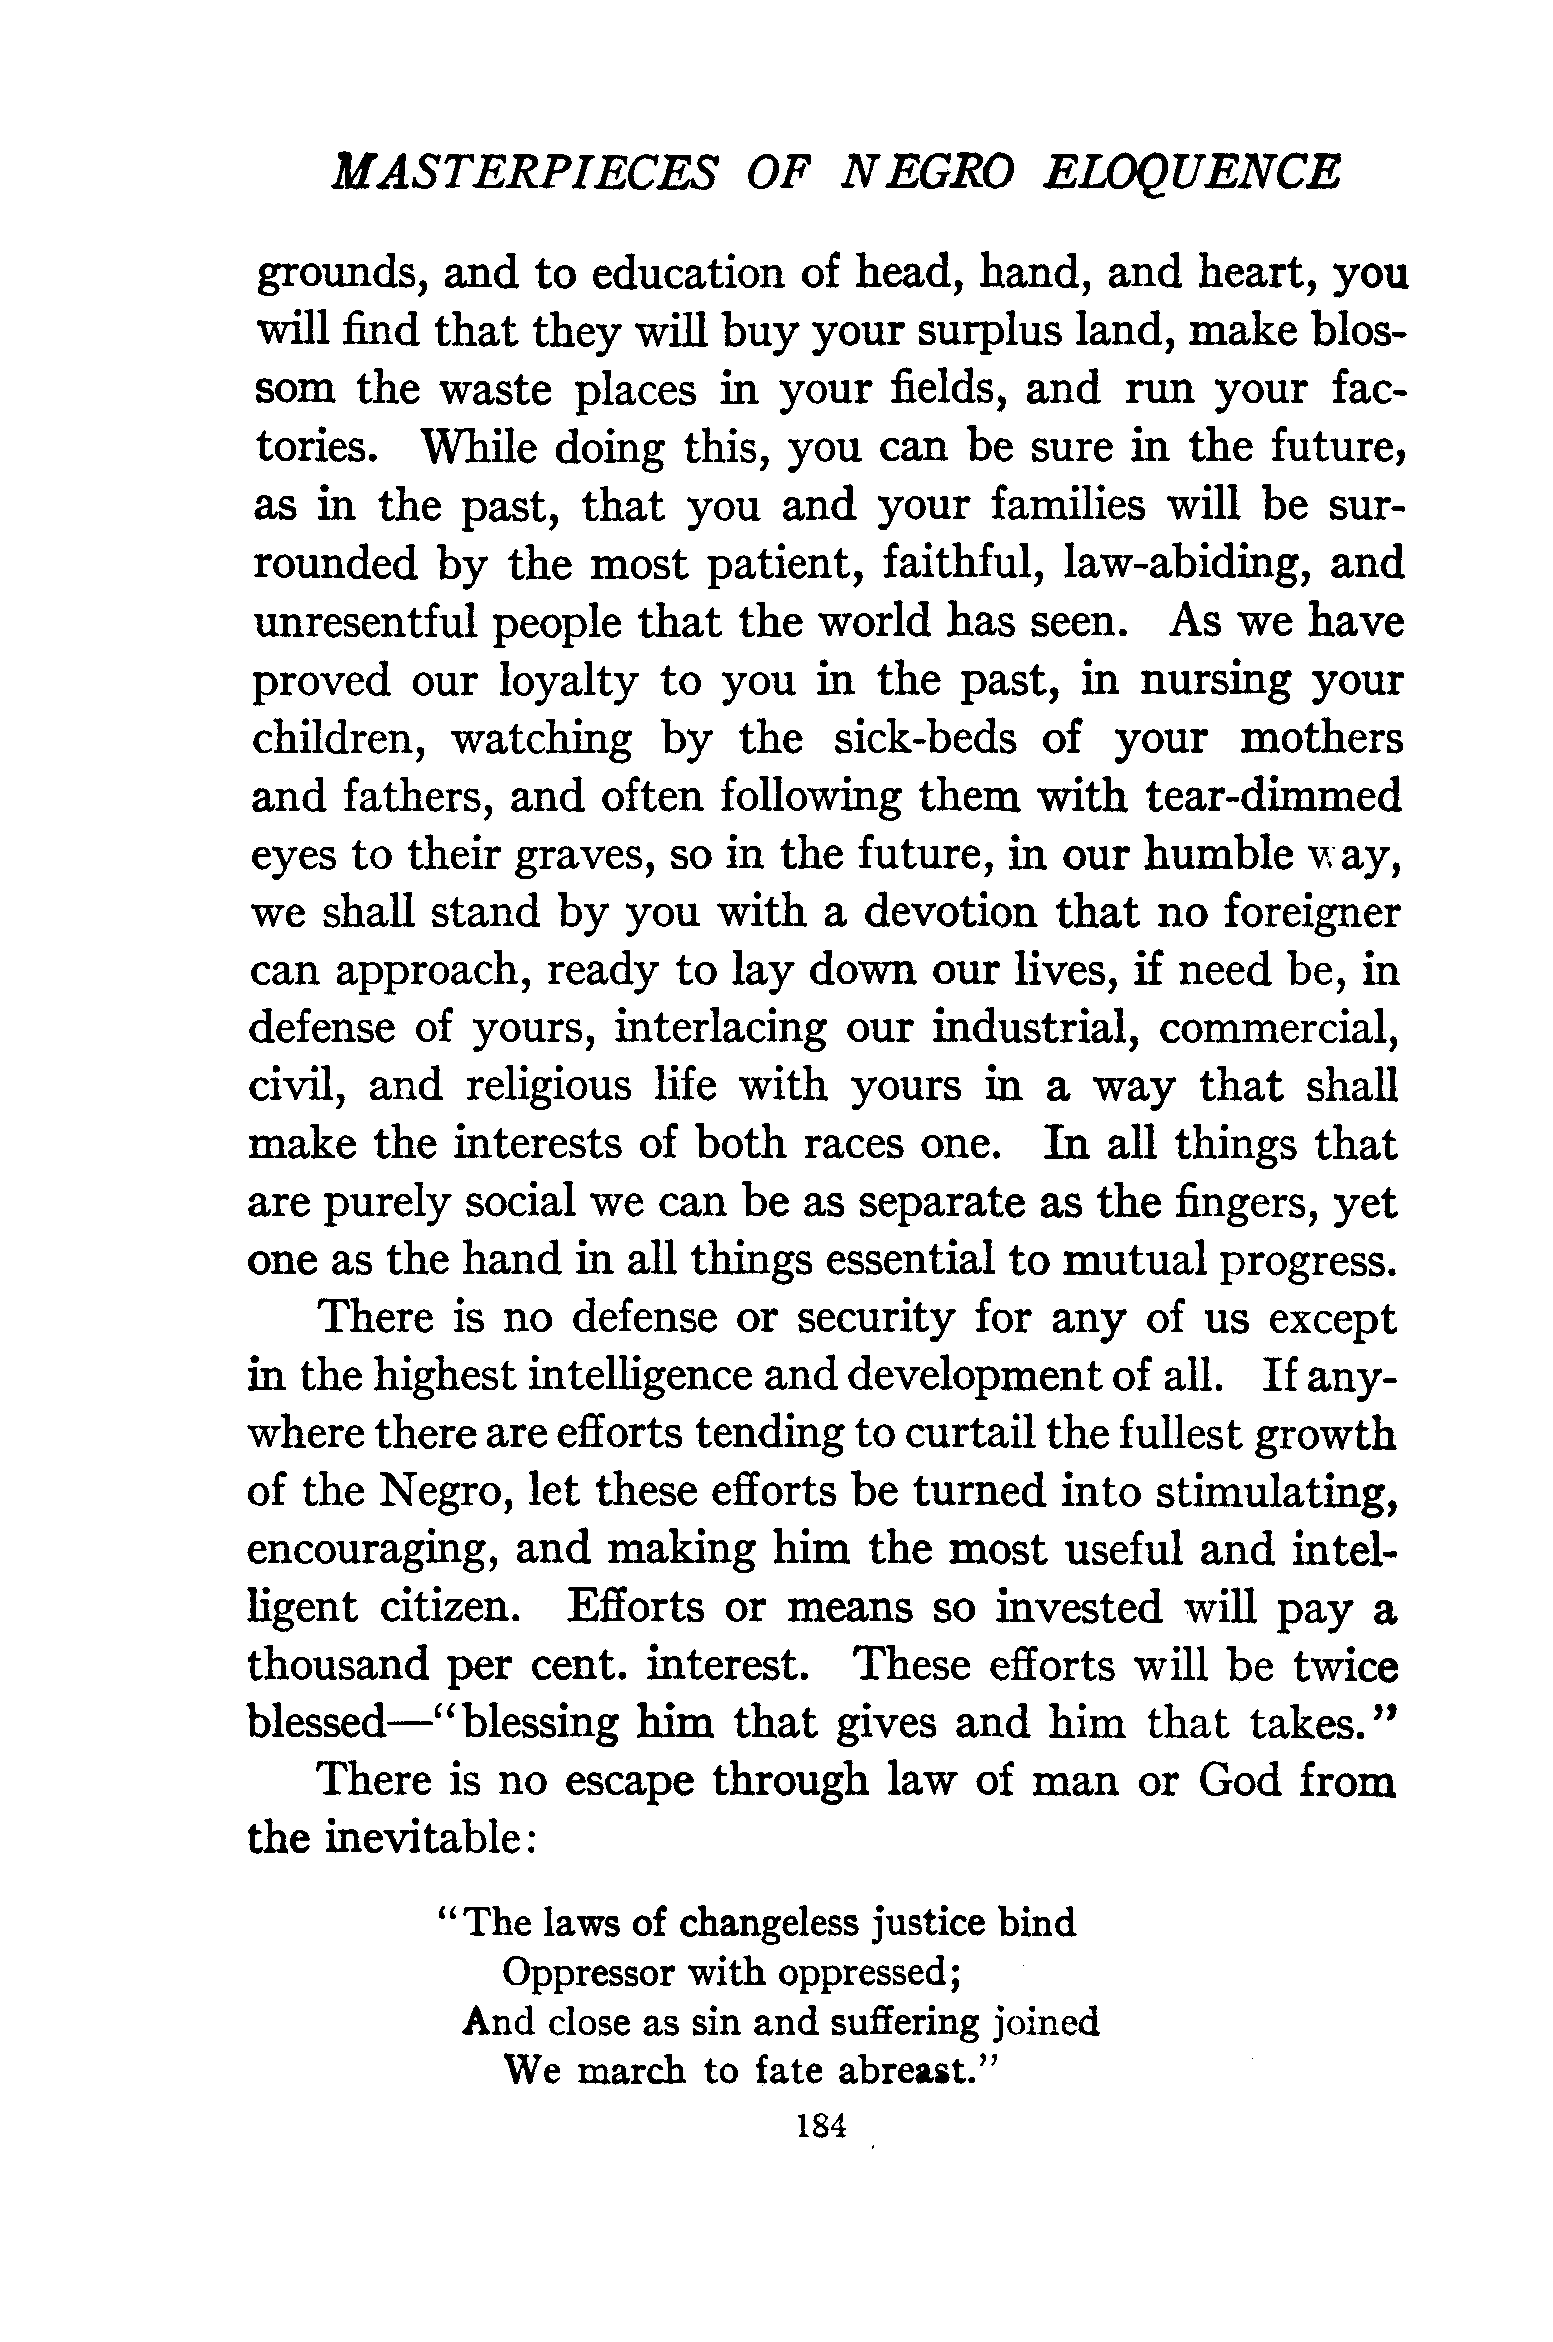 MASTERPIECES OF NEGRO ELOQUENCE
grounds, and to education of head, hand, and heart, you
will find that they will buy your surplus land, make blos-
som the waste places in your fields, and run your fac-
tories. While doing this, you can be sure in the future,
as in the past, that you and your families will be sur-
rounded by the most patient, faithful, law-abiding, and
unresentful people that the world has seen. As we have
proved our loyalty to you in the past, in nursing your
children, watching by the sick-beds of your mothers
and fathers, and often following them with tear-dimmed
eyes to their graves, so in the future, in our humble way,
we shall stand by you with a devotion that no foreigner
can approach, ready to lay down our lives, if need be, in
defense of yours, interlacing our industrial, commercial,
civil, and religious life with yours in a way that shall
make the interests of both races one. In all things that
are purely social we can be as separate as the fingers, yet
one as the hand in all things essential to mutual progress.
There is no defense or security for any of us except
in the highest intelligence and development of all. If any-
where there are efforts tending to curtail the fullest growth
of the Negro, let these efforts be turned into stimulating,
encouraging, and making him the most useful and intel-
ligent citizen. Efforts or means so invested will pay a
thousand per cent. interest. These efforts will be twice
blessed—"blessing him that gives and him that takes."
There is no escape through law of man or God from
the inevitable:
"The laws of changeless justice bind
Oppressor with oppressed;
And close as sin and suffering joined
We march to fate abreast."
184